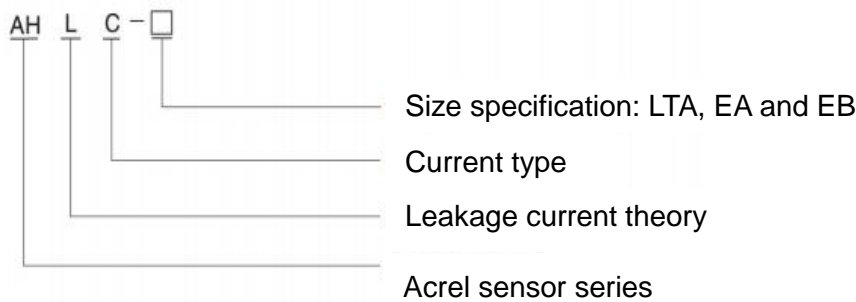 AH L C-□
Size specification: LTA, EA and EB
Current type
Leakage current theory
Acrel sensor series